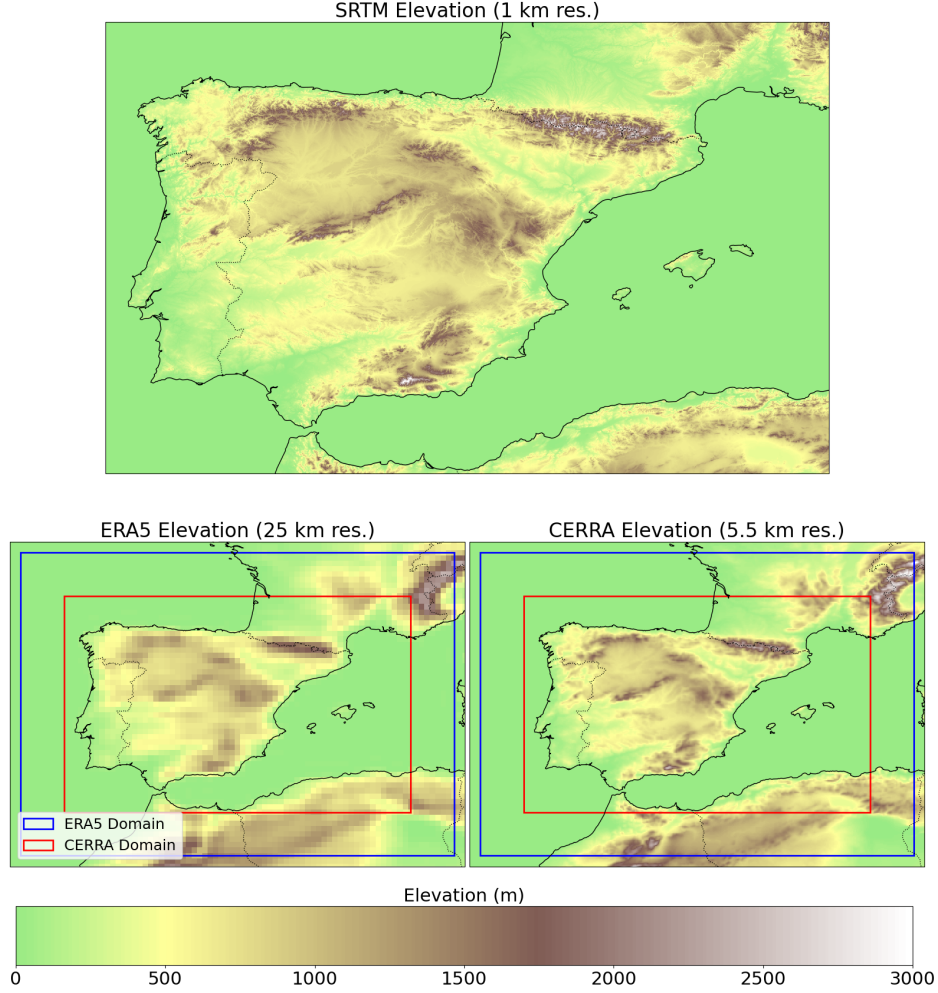 SRTM Elevation (1 km res.)
ERA5 Elevation (25 km res.)
CERRA Elevation (5.5 km res.)
ERA5 Domain
CERRA Domain
Elevation (m)
0 500 1000 1500 2000 2500 3000